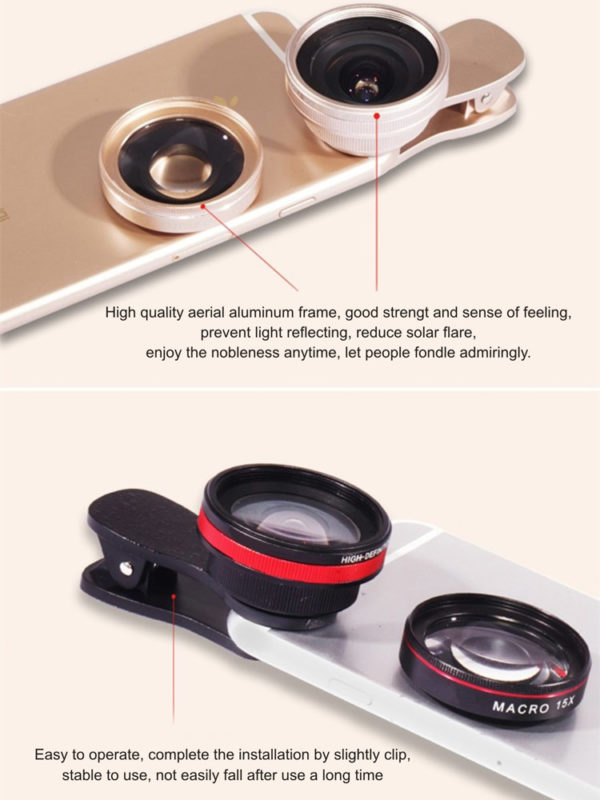 High quality aerial aluminum frame, good strengt and sense of feeling,
prevent light reflecting, reduce solar flare,
enjoy the nobleness anytime, let people fondle admiringly.
HIGH-DEFIN
MACRO 15X
Easy to operate, complete the installation by slightly clip,
stable to use, not easily fall after use a long time